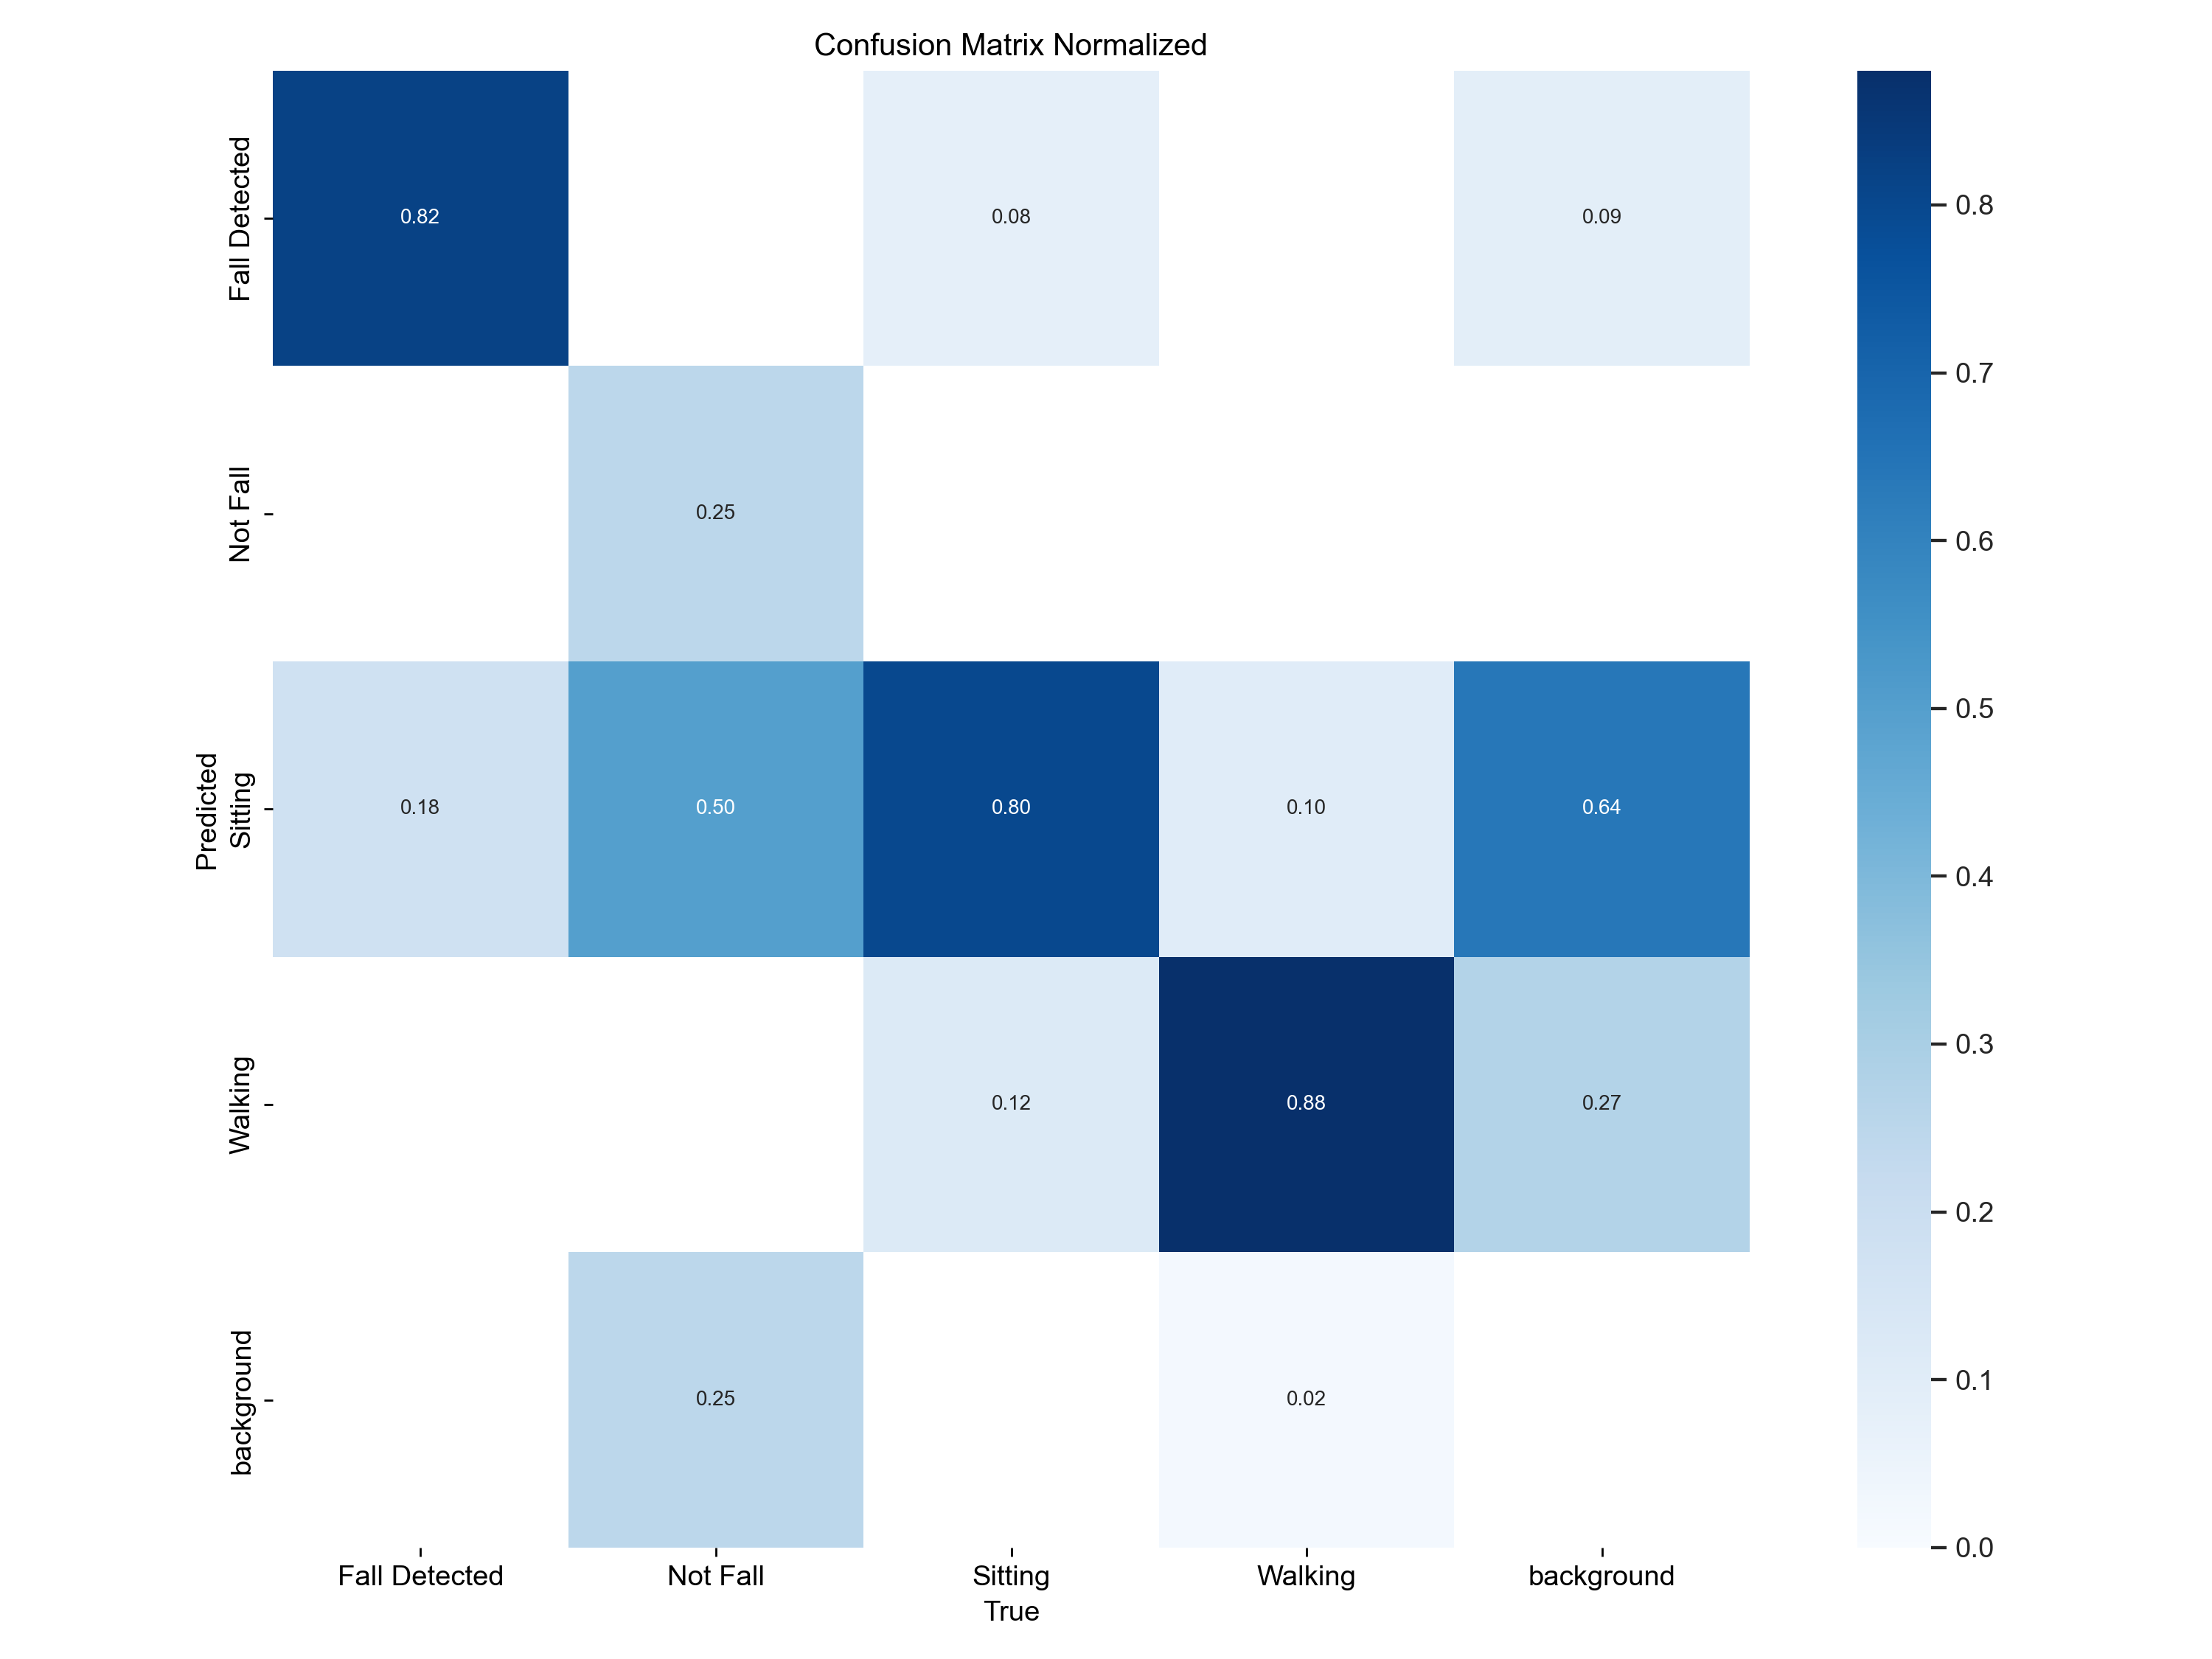 Confusion Matrix Normalized
Fall Detected
0.82
0.08
0.09
0.8
0.7
Not Fall
0.25
0.6
0.5
Predicted
Sitting
0.18
0.50
0.80
0.10
0.64
0.4
Walking
0.12
0.88
0.27
0.3
0.2
background
0.25
0.02
0.1
0.0
Fall Detected
Not Fall
Sitting
Walking
background
True